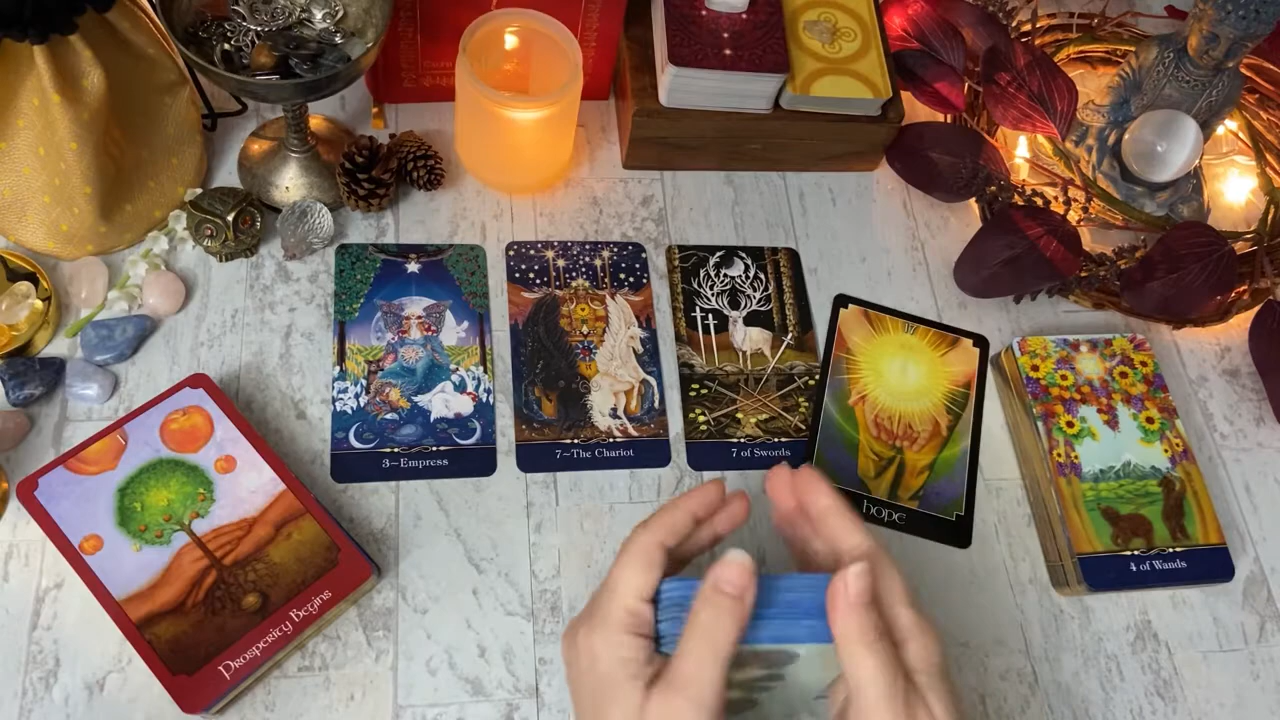 3~Empress
7~The Chariot
7 of Swords
17
hope
4 of Wands
Prosperity Begins